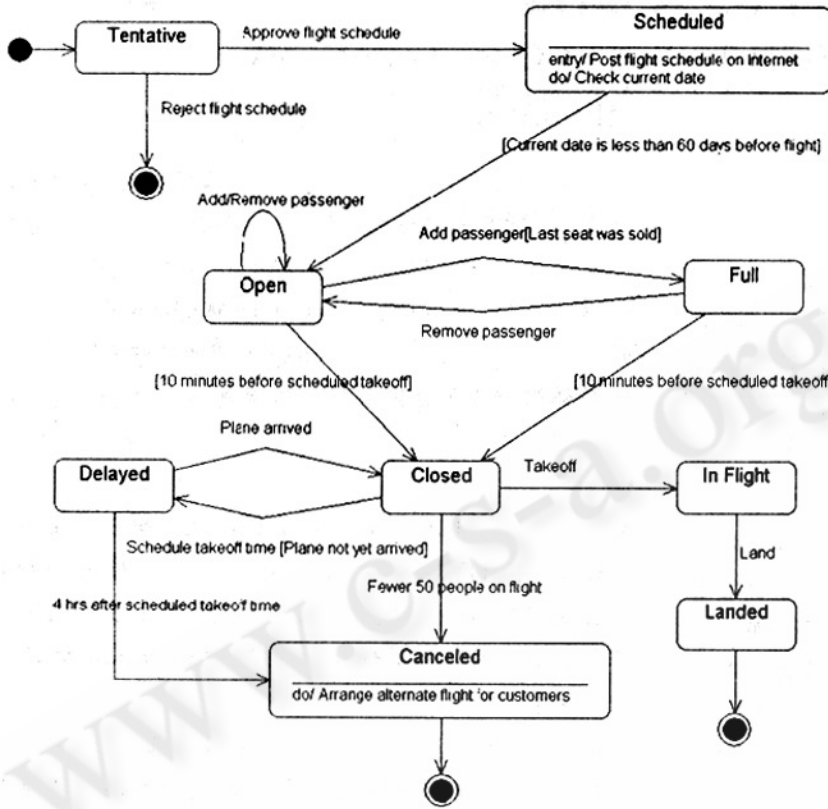 Tentative
Approve flight schedule
Scheduled
entry/ Post flight schedule on Internet
do/ Check current date
Reject flight schedule
[Current date is less than 60 days before flight]
Add/Remove passenger
Add passenger[Last seat was sold]
Open
Full
Remove passenger
[10 minutes before scheduled takeoff]
[10 minutes before scheduled takeoff
Plane arrived
Delayed
Closed
Takeoff
In Flight
Schedule takeoff time [Plane not yet arrived]
Land
Fewer 50 people on flight
4 hrs after scheduled takeoff time
Landed
Canceled
do/ Arrange alternate flight 'or customers
www.c-s-a.org